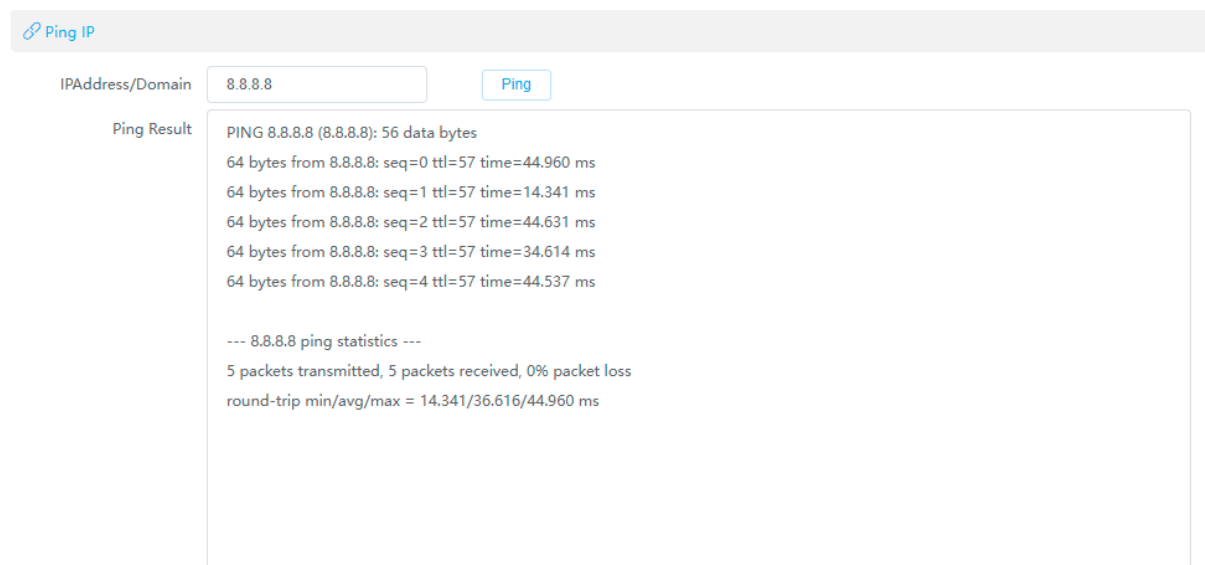 Ping IP
IPAddress/Domain 8.8.8.8 Ping
Ping Result
PING 8.8.8.8 (8.8.8.8): 56 data bytes
64 bytes from 8.8.8.8: seq=0 ttl=57 time=44.960 ms
64 bytes from 8.8.8.8: seq=1 ttl=57 time=14.341 ms
64 bytes from 8.8.8.8: seq=2 ttl=57 time=44.631 ms
64 bytes from 8.8.8.8: seq=3 ttl=57 time=34.614 ms
64 bytes from 8.8.8.8: seq=4 ttl=57 time=44.537 ms
--- 8.8.8.8 ping statistics ---
5 packets transmitted, 5 packets received, 0% packet loss
round-trip min/avg/max = 14.341/36.616/44.960 ms